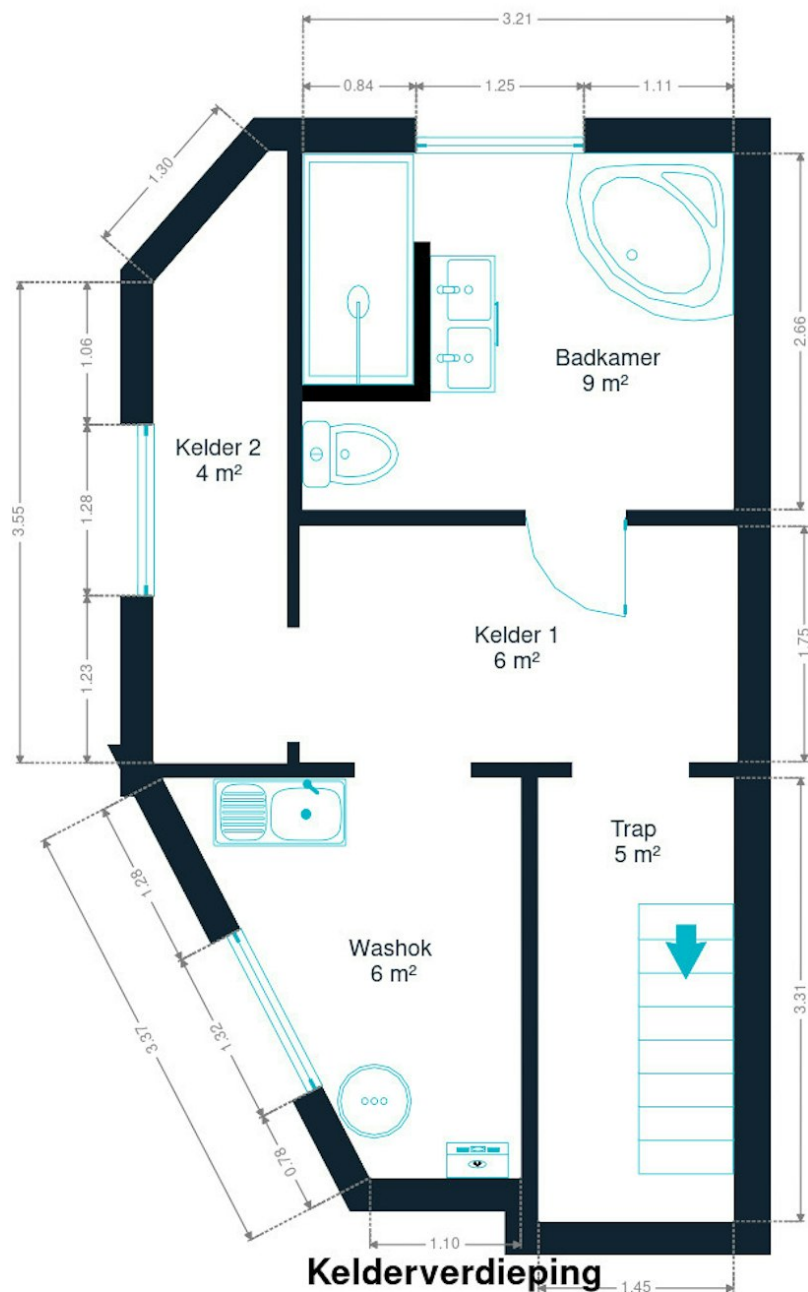 3.21
0.84
1.25
1.11
1.30
2.66
Badkamer
9 m²
1.06
Kelder 2
4 m²
1.28
3.55
Kelder 1
6 m²
1.75
1.23
Trap
5 m²
1.28
Washok
6 m²
3.31
1.32
3.37
0.78
1.10
Kelderverdieping
1.45